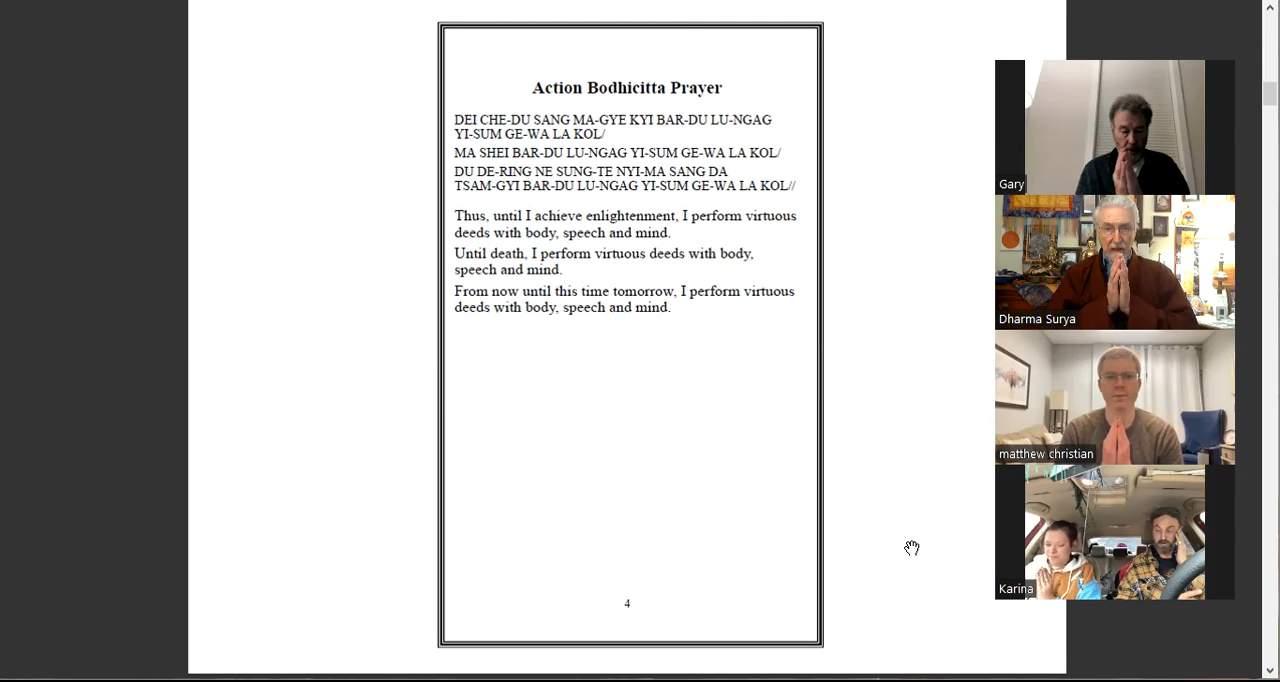 Action Bodhicitta Prayer
DEI CHE-DU SANG MA-GYE KYI BAR-DU LU-NGAG
YI-SUM GE-WA LA KOL/
MA SHEI BAR-DU LU-NGAG YI-SUM GE-WA LA KOL/
DU DE-RING NE SUNG-TE NYI-MA SANG DA
TSAM-GYI BAR-DU LU-NGAG YI-SUM GE-WA LA KOL//
Thus, until I achieve enlightenment, I perform virtuous
deeds with body, speech and mind.
Until death, I perform virtuous deeds with body,
speech and mind.
From now until this time tomorrow, I perform virtuous
deeds with body, speech and mind.
4
Gary
Dharma Surya
matthew christian
Karina